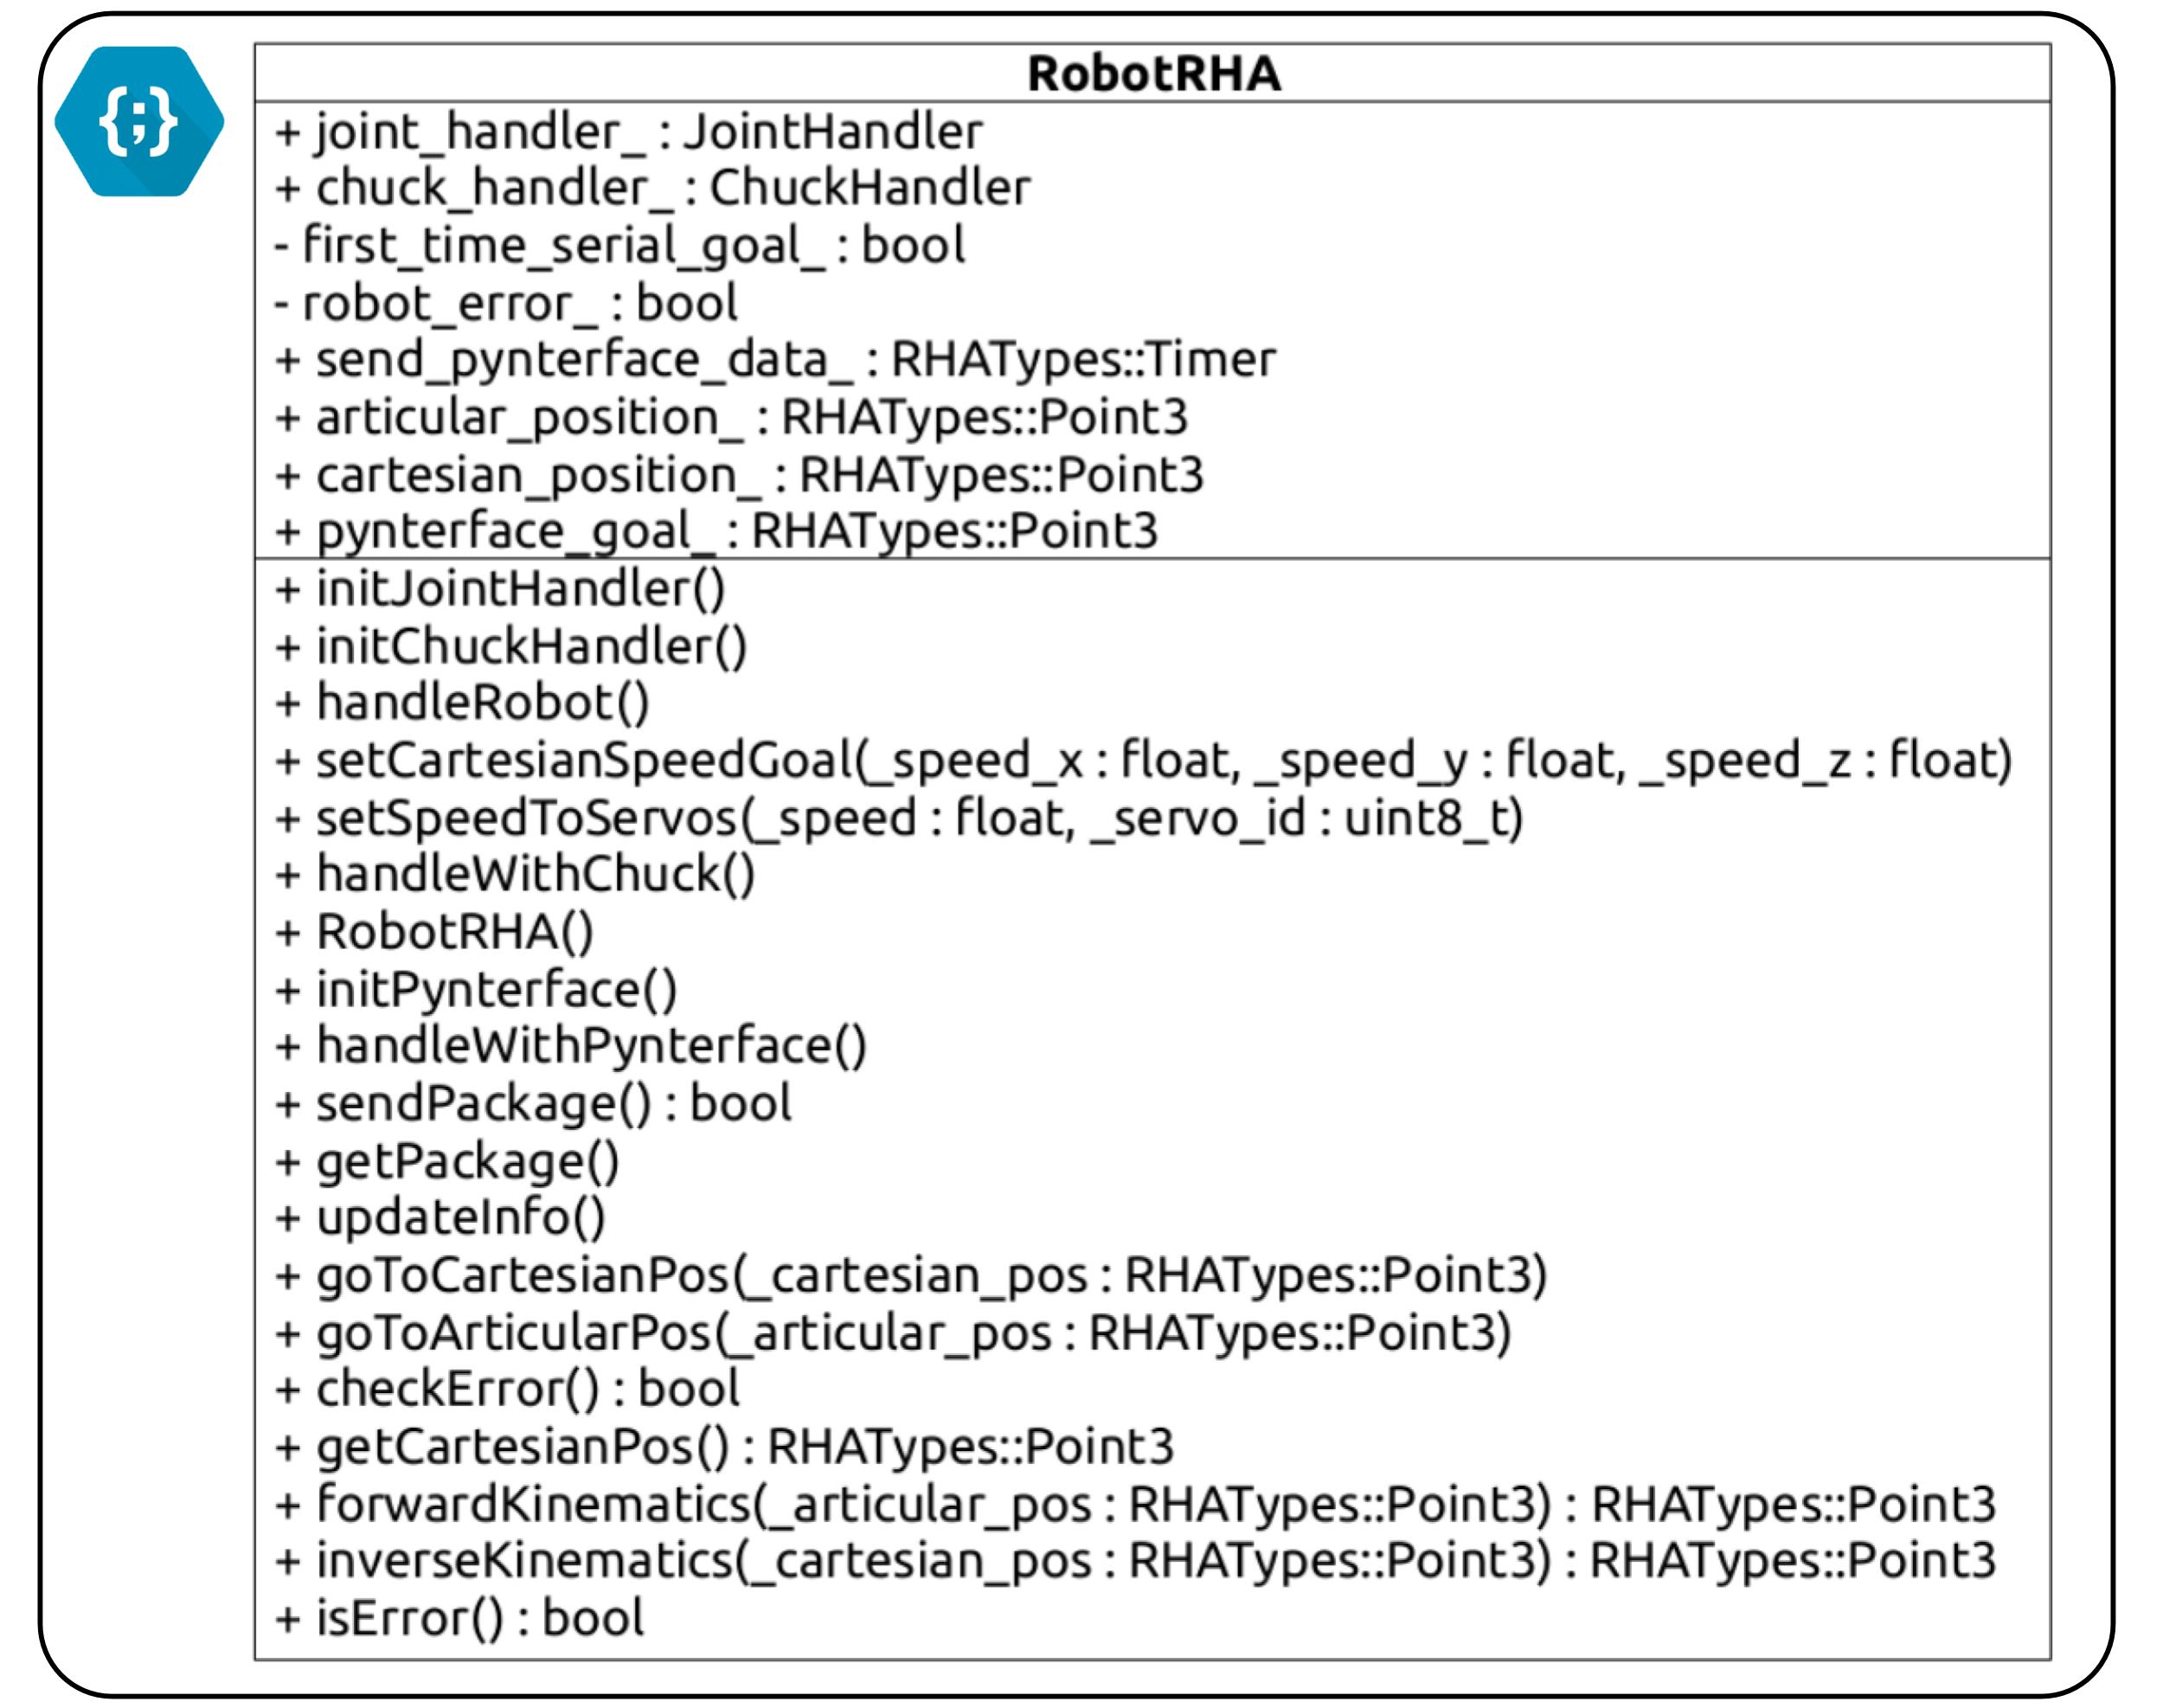 {;}
RobotRHA
+ joint_handler_ : JointHandler
+ chuck_handler_ : ChuckHandler
- first_time_serial_goal_ : bool
- robot_error_ : bool
+ send_pynterface_data_ : RHATypes::Timer
+ articular_position_ : RHATypes::Point3
+ cartesian_position_ : RHATypes::Point3
+ pynterface_goal_ : RHATypes::Point3
+ initJointHandler()
+ initChuckHandler()
+ handleRobot()
+ setCartesianSpeedGoal(_speed_x : float, _speed_y : float, _speed_z : float)
+ setSpeedToServos(_speed : float, _servo_id : uint8_t)
+ handleWithChuck()
+ RobotRHA()
+ initPynterface()
+ handleWithPynterface()
+ sendPackage() : bool
+ getPackage()
+ updateInfo()
+ goToCartesianPos(_cartesian_pos : RHATypes::Point3)
+ goToArticularPos(_articular_pos : RHATypes::Point3)
+ checkError() : bool
+ getCartesianPos() : RHATypes::Point3
+ forwardKinematics(_articular_pos : RHATypes::Point3) : RHATypes::Point3
+ inverseKinematics(_cartesian_pos : RHATypes::Point3) : RHATypes::Point3
+ isError() : bool